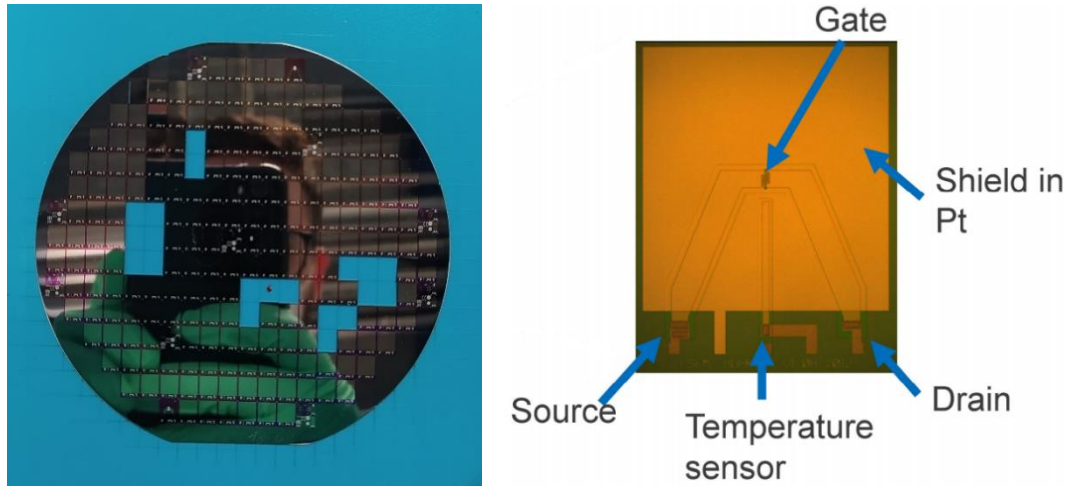 Gate
Shield in
Pt
Source
Temperature
sensor
Drain